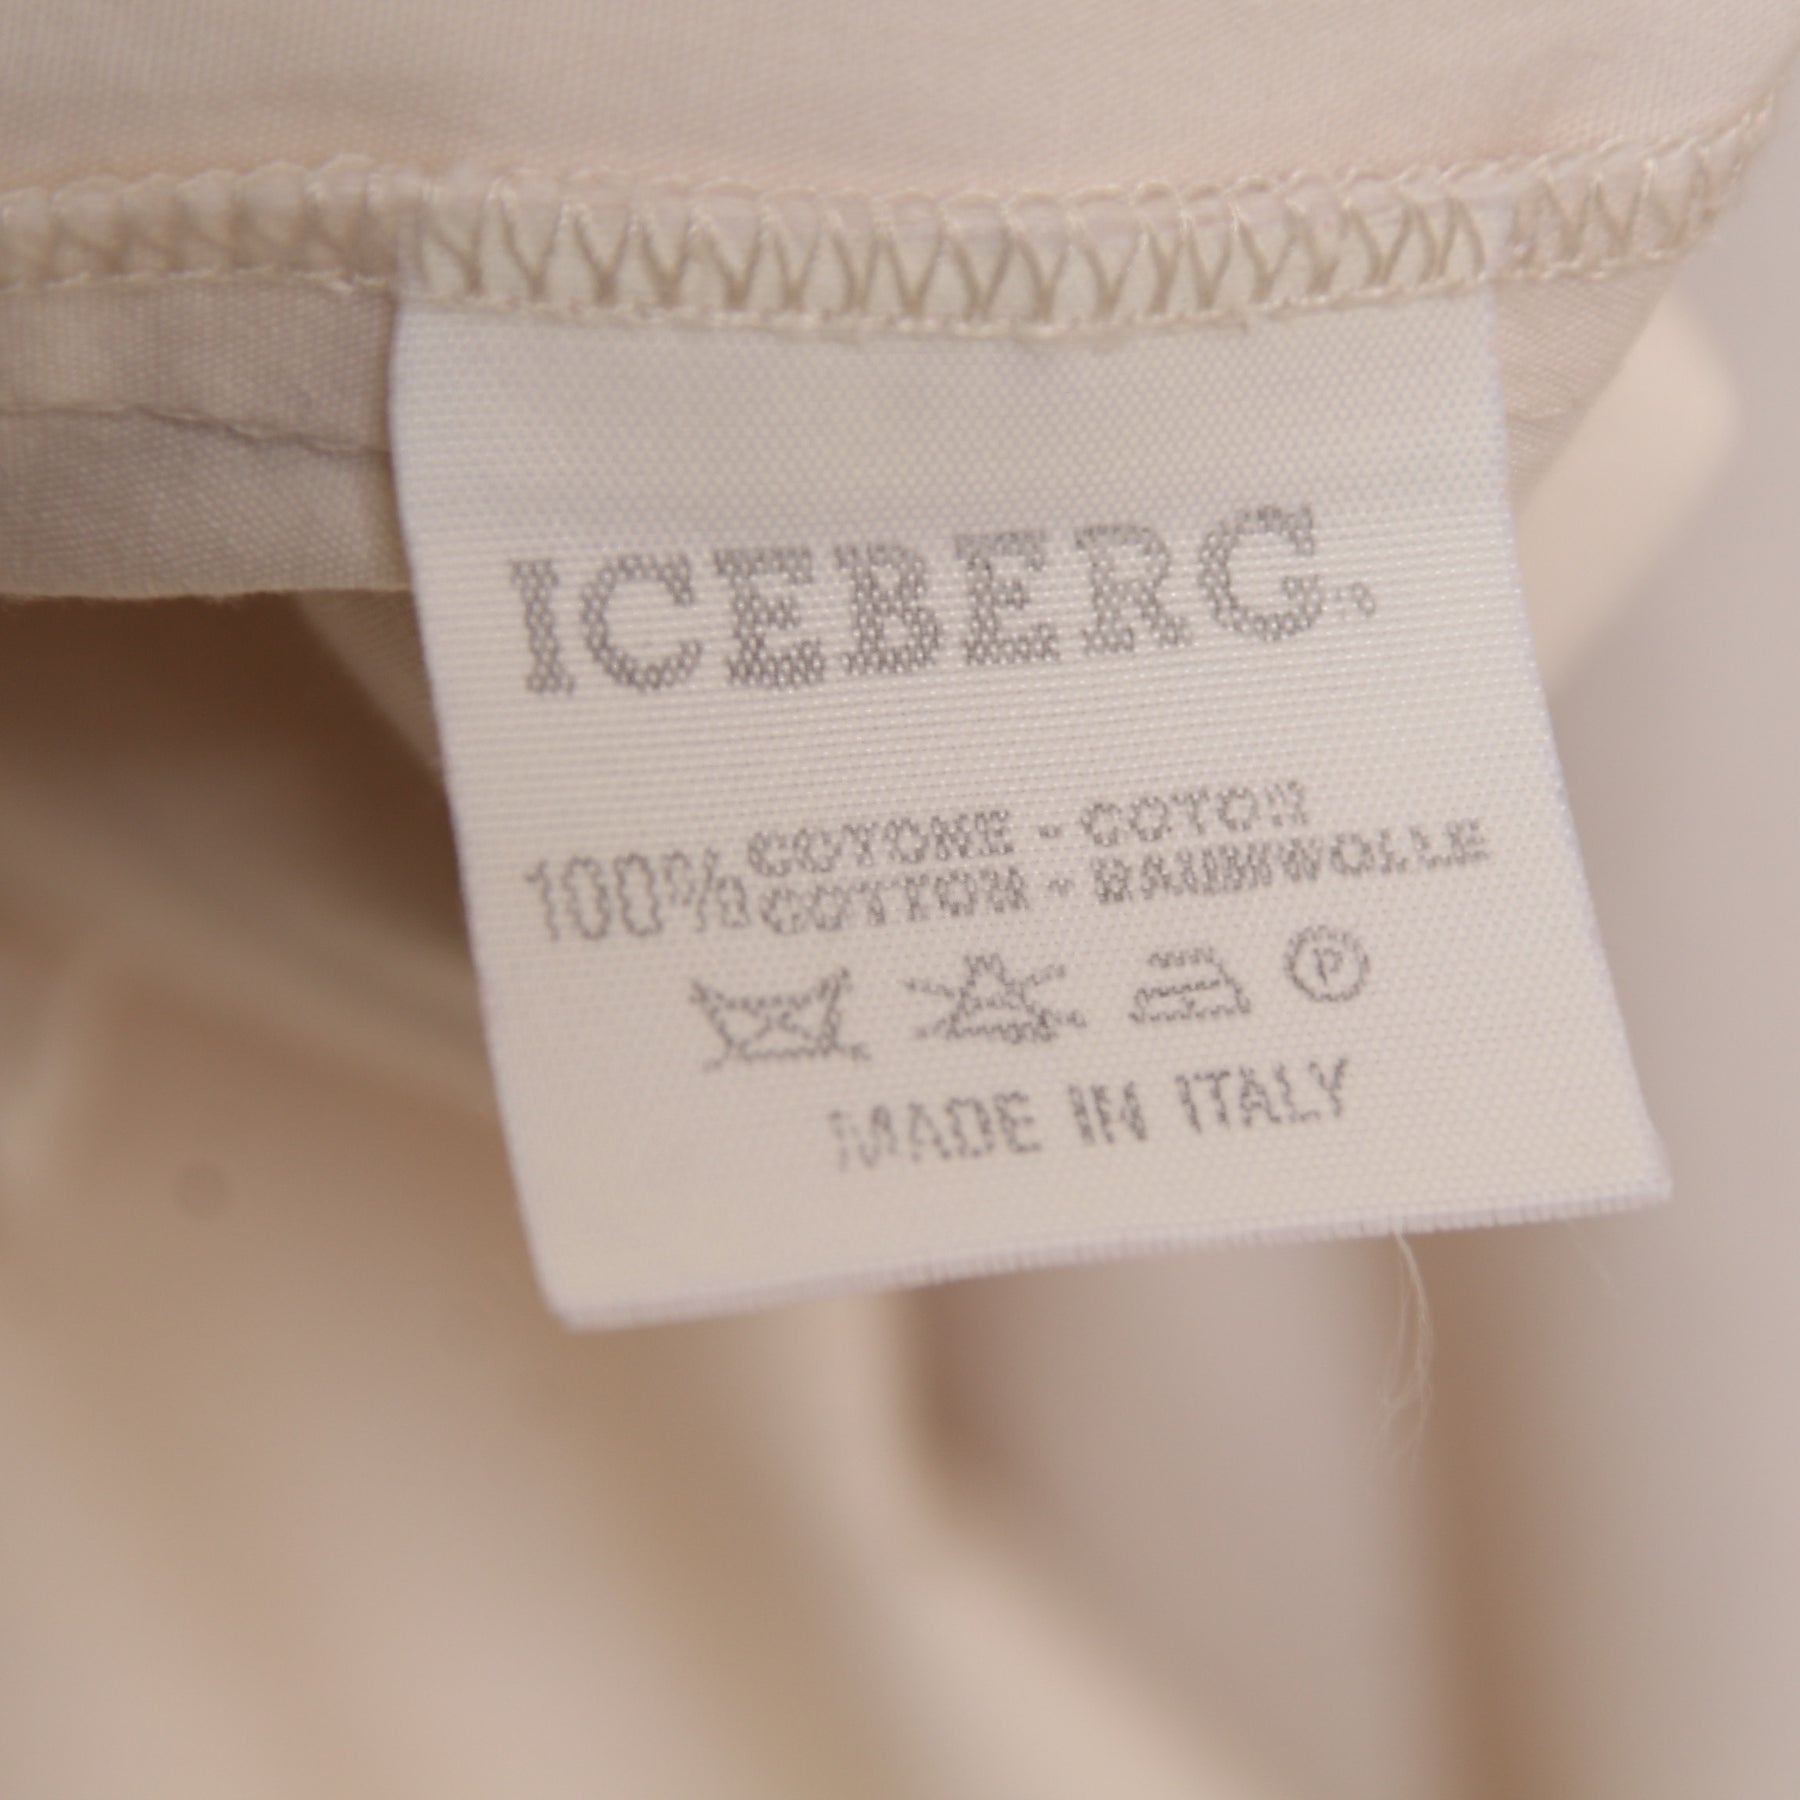 ICEBERG.
100% COTONE - COTON
COTTON - BAUMWOLLE
P
MADE IN ITALY